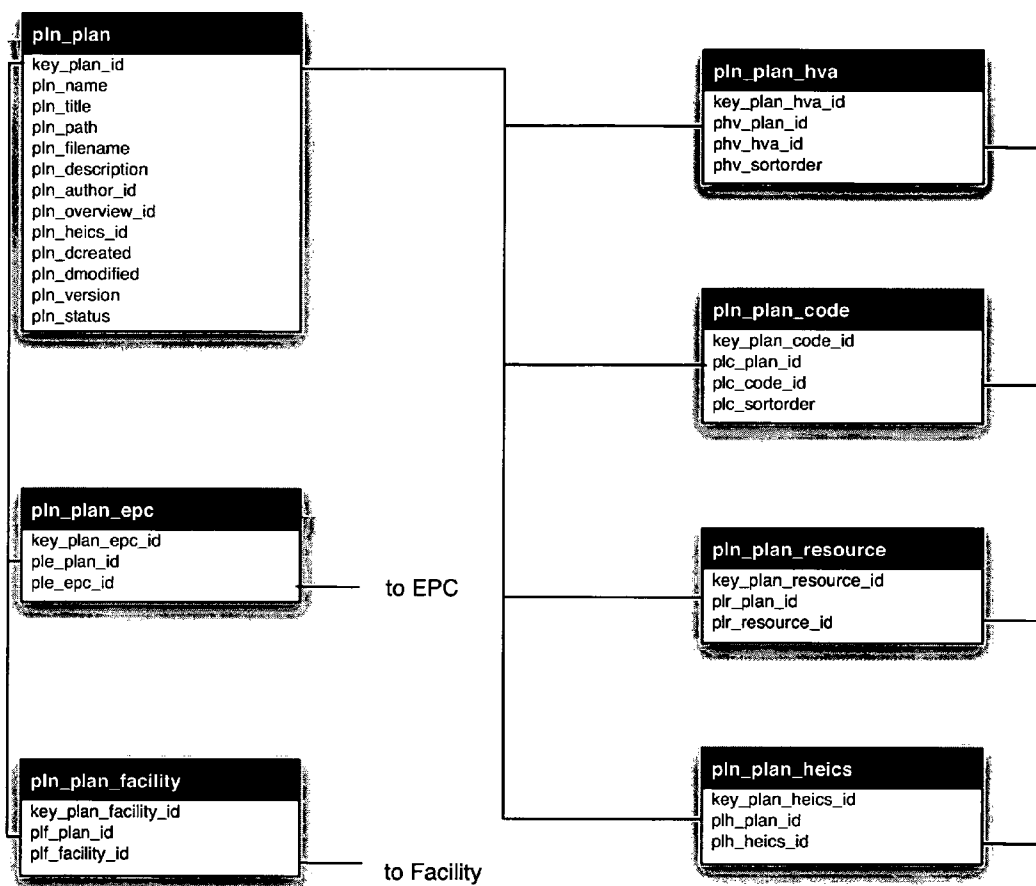 pln_plan
key_plan_id
pln_name
pln_title
pln_path
pln_filename
pln_description
pln_author_id
pln_overview_id
pln_heics_id
pln_dcreated
pln_dmodified
pln_version
pln_status
pln_plan_epc
key_plan_epc_id
ple_plan_id
ple_epc_id
to EPC
pln_plan_facility
key_plan_facility_id
plf_plan_id
plf_facility_id
to Facility
pln_plan_hva
key_plan_hva_id
phv_plan_id
phv_hva_id
phv_sortorder
pln_plan_code
key_plan_code_id
plc_plan_id
plc_code_id
plc_sortorder
pln_plan_resource
key_plan_resource_id
plr_plan_id
plr_resource_id
pln_plan_heics
key_plan_heics_id
plh_plan_id
plh_heics_id